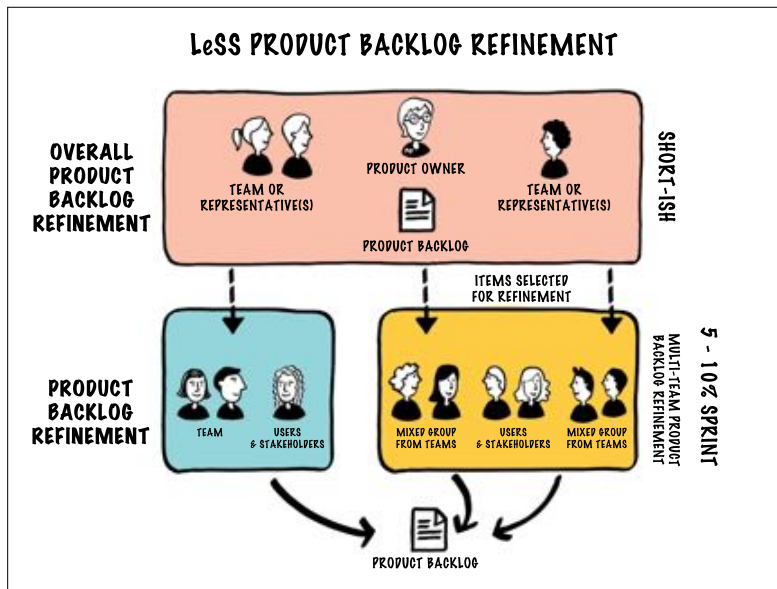 LeSS PRODUCT BACKLOG REFINEMENT
OVERALL
PRODUCT
BACKLOG
REFINEMENT
TEAM OR
REPRESENTATIVE(S)
PRODUCT OWNER
PRODUCT BACKLOG
TEAM OR
REPRESENTATIVE(S)
SHORT-ISH
ITEMS SELECTED
FOR REFINEMENT
PRODUCT
BACKLOG
REFINEMENT
TEAM
USERS
& STAKEHOLDERS
MIXED GROUP
FROM TEAMS
USERS
& STAKEHOLDERS
MIXED GROUP
FROM TEAMS
MULTI-TEAM PRODUCT
BACKLOG REFINEMENT
5 - 10% SPRINT
PRODUCT BACKLOG